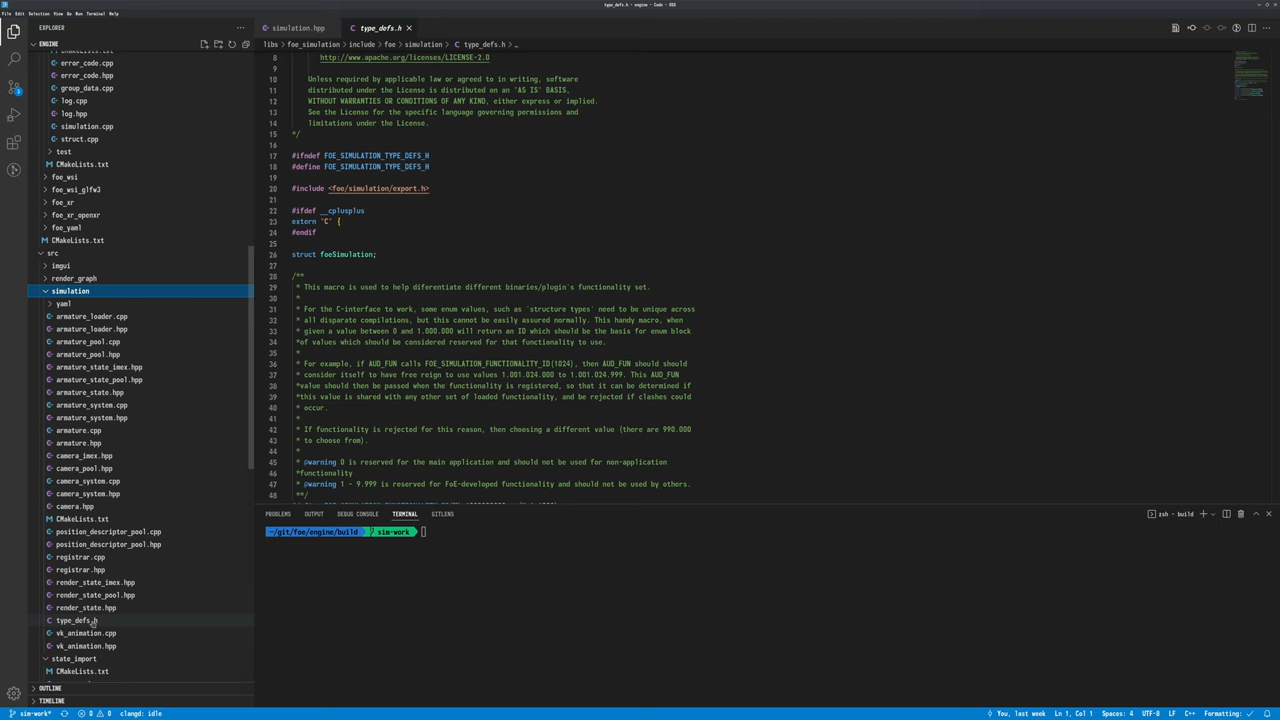 type_defs.h - engine - Code - OSS
File Edit Selection View Go Run Terminal Help
EXPLORER
ENGINE
CMakeLists.txt
error_code.cpp
error_code.hpp
group_data.cpp
log.cpp
log.hpp
simulation.cpp
struct.cpp
test
CMakeLists.txt
foe_wsi
foe_wsi_glfw3
foe_xr
foe_xr_openxr
foe_yaml
CMakeLists.txt
src
imgui
render_graph
simulation
yaml
armature_loader.cpp
armature_loader.hpp
armature_pool.cpp
armature_pool.hpp
armature_state_imex.hpp
armature_state_pool.hpp
armature_state.hpp
armature_system.cpp
armature_system.hpp
armature.cpp
armature.hpp
camera_imex.hpp
camera_pool.hpp
camera_system.cpp
camera_system.hpp
camera.hpp
CMakeLists.txt
position_descriptor_pool.cpp
position_descriptor_pool.hpp
registrar.cpp
registrar.hpp
render_state_imex.hpp
render_state_pool.hpp
render_state.hpp
type_defs.h
vk_animation.cpp
vk_animation.hpp
state_import
CMakeLists.txt
OUTLINE
TIMELINE
simulation.hpp
type_defs.h
libs > foe_simulation > include > foe > simulation > type_defs.h > ...
8 http://www.apache.org/licenses/LICENSE-2.0
9
10 Unless required by applicable law or agreed to in writing, software
11 distributed under the License is distributed on an "AS IS" BASIS,
12 WITHOUT WARRANTIES OR CONDITIONS OF ANY KIND, either express or implied.
13 See the License for the specific language governing permissions and
14 limitations under the License.
15 */
16
17 #ifndef FOE_SIMULATION_TYPE_DEFS_H
18 #define FOE_SIMULATION_TYPE_DEFS_H
19
20 #include <foe/simulation/export.h>
21
22 #ifdef __cplusplus
23 extern "C" {
24 #endif
25
26 struct foeSimulation;
27
28 /**
29 * This macro is used to help diferentiate different binaries/plugin's functionality set.
30 *
31 * For the C-interface to work, some enum values, such as `structure types` need to be unique across
32 * all disparate compilations, but this cannot be easily assured normally. This handy macro, when
33 * given a value between 0 and 1.000.000 will return an ID which should be the basis for enum block
34 * of values which should be considered reserved for that functionality to use.
35 *
36 * For example, if AUD_FUN calls FOE_SIMULATION_FUNCTIONALITY_ID(1024), then AUD_FUN should should
37 * consider itself to have free reign to use values 1.001.024.000 to 1.001.024.999. This AUD_FUN
38 *value should then be passed when the functionality is registered, so that it can be determined if
39 *this value is shared with any other set of loaded functionality, and be rejected if clashes could
40 * occur.
41 *
42 * If functionality is rejected for this reason, then choosing a different value (there are 990.000
43 * to choose from).
44 *
45 * @warning 0 is reserved for the main application and should not be used for non-application
46 *functionality
47 * @warning 1 - 9.999 is reserved for FoE-developed functionality and should not be used by others.
48 **/
PROBLEMS OUTPUT DEBUG CONSOLE TERMINAL GITLENS
zsh - build
~/git/foe/engine/build sim-work
sim-work* 0 0 clangd: idle
You, last week Ln 1, Col 1 Spaces: 4 UTF-8 LF C++ Formatting: ✓